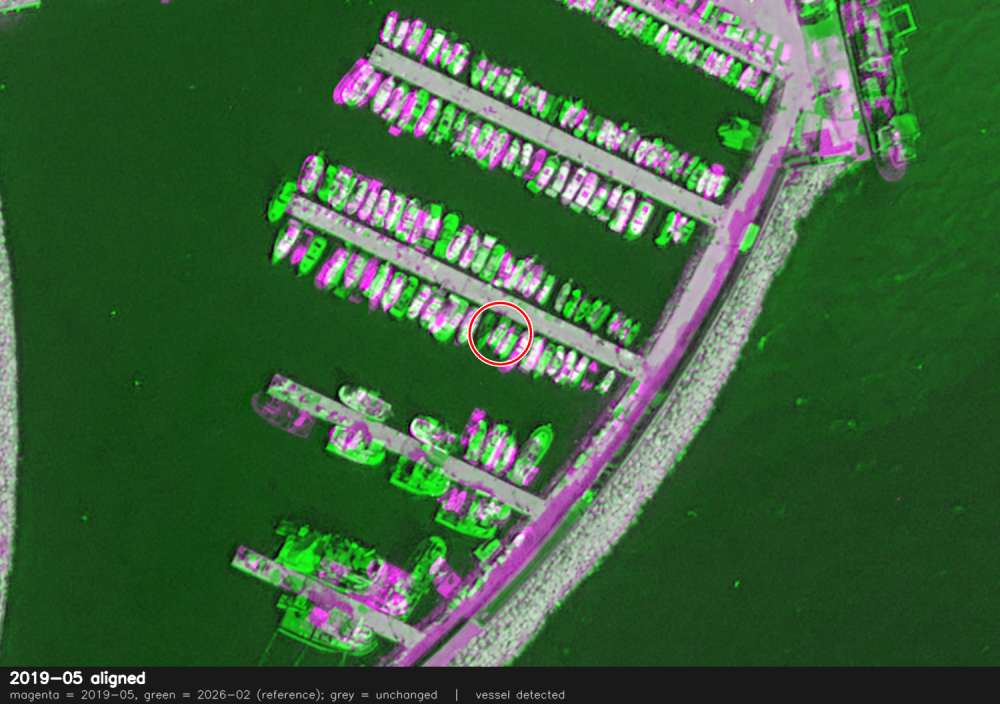 2019-05 aligned
magenta = 2019-05, green = 2026-02 (reference); grey = unchanged | vessel detected